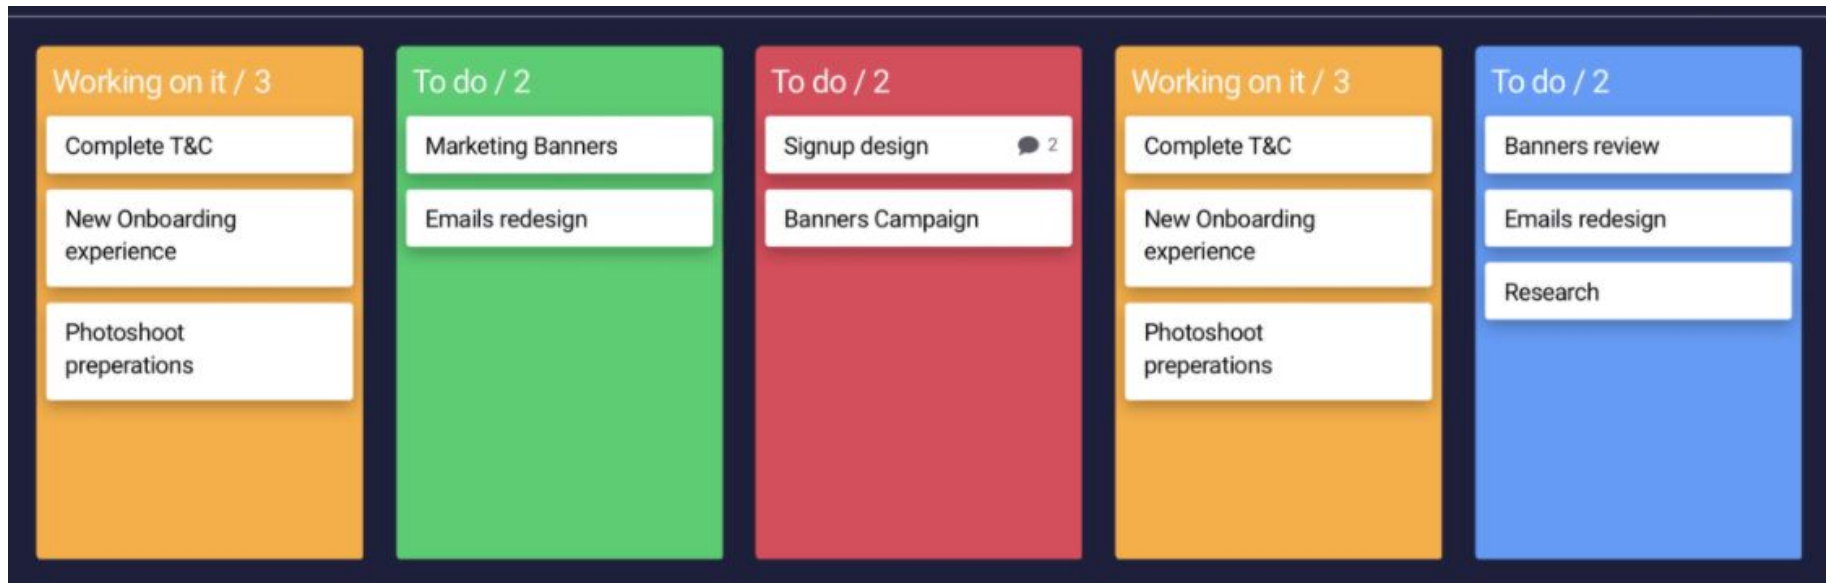 Working on it / 3
Complete T&C
New Onboarding
experience
Photoshoot
preperations
To do / 2
Marketing Banners
Emails redesign
To do / 2
Signup design 2
Banners Campaign
Working on it / 3
Complete T&C
New Onboarding
experience
Photoshoot
preperations
To do / 2
Banners review
Emails redesign
Research